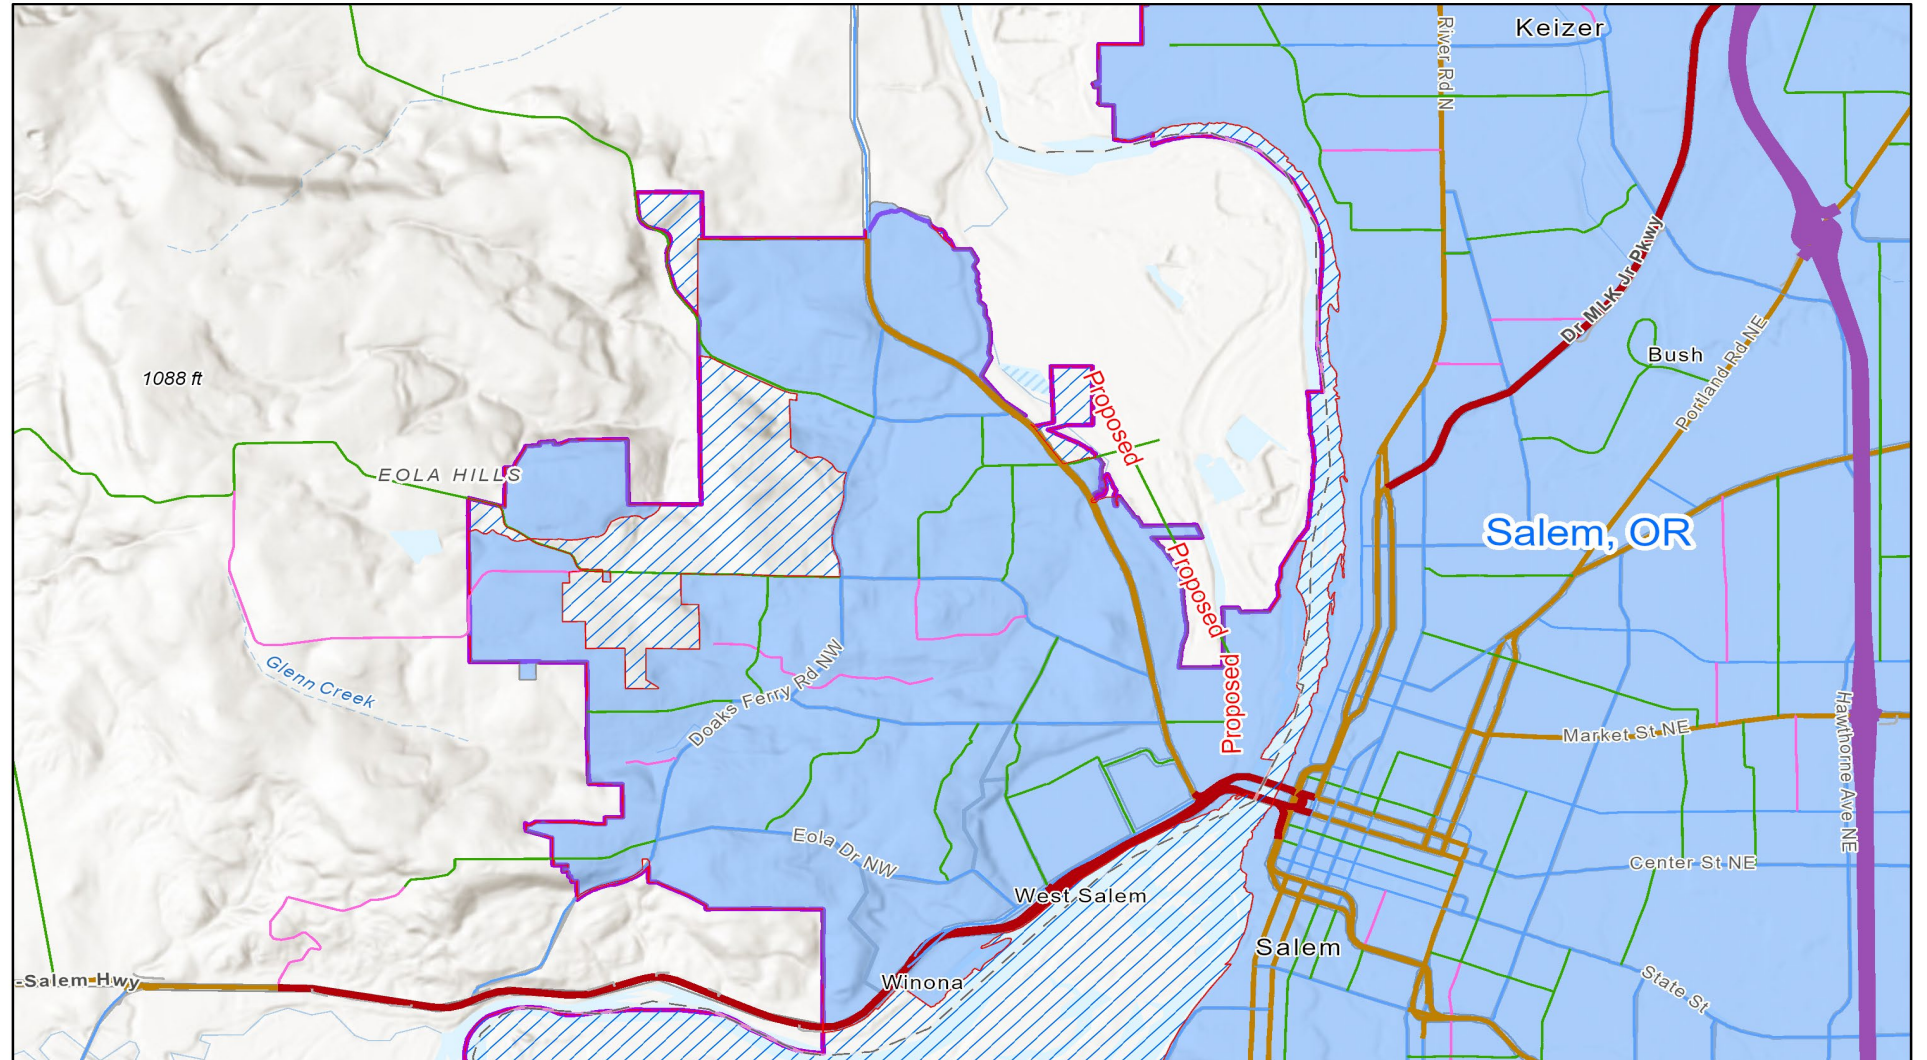 Keizer
River Rd N
Dr MLK Jr Pkwy
Bush
Portland Rd NE
1088 ft
Proposed
EOLA HILLS
Salem, OR
Proposed
Glenn Creek
Doaks Ferry Rd NW
Proposed
Market St NE
Hawthorne Ave NE
Eola Dr NW
Center St NE
West Salem
Salem
-Salem Hwy
Winona
State St